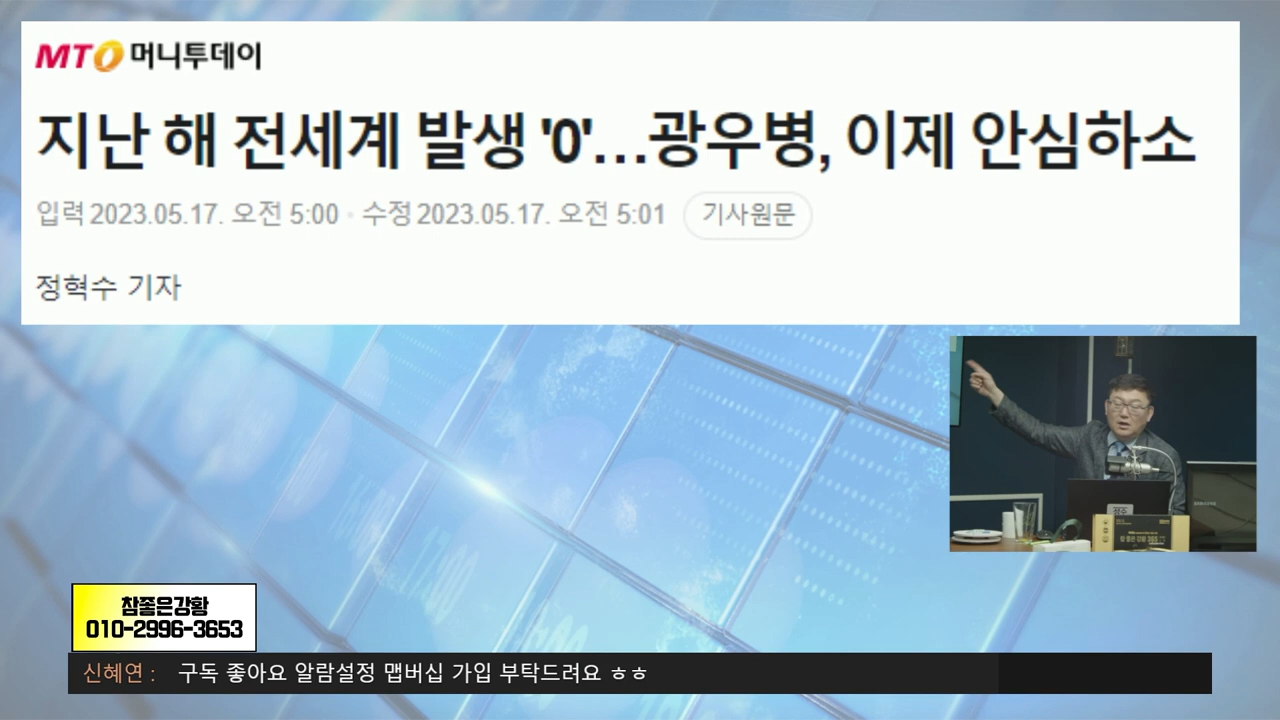 MTO 머니투데이
지난 해 전세계 발생 '0'…광우병, 이제 안심하소
입력 2023.05.17. 오전 5:00 · 수정 2023.05.17. 오전 5:01 기사원문
정혁수 기자
참좋은강황
010-2996-3653
신혜연 : 구독 좋아요 알람설정 맵버십 가입 부탁드려요 ㅎㅎ